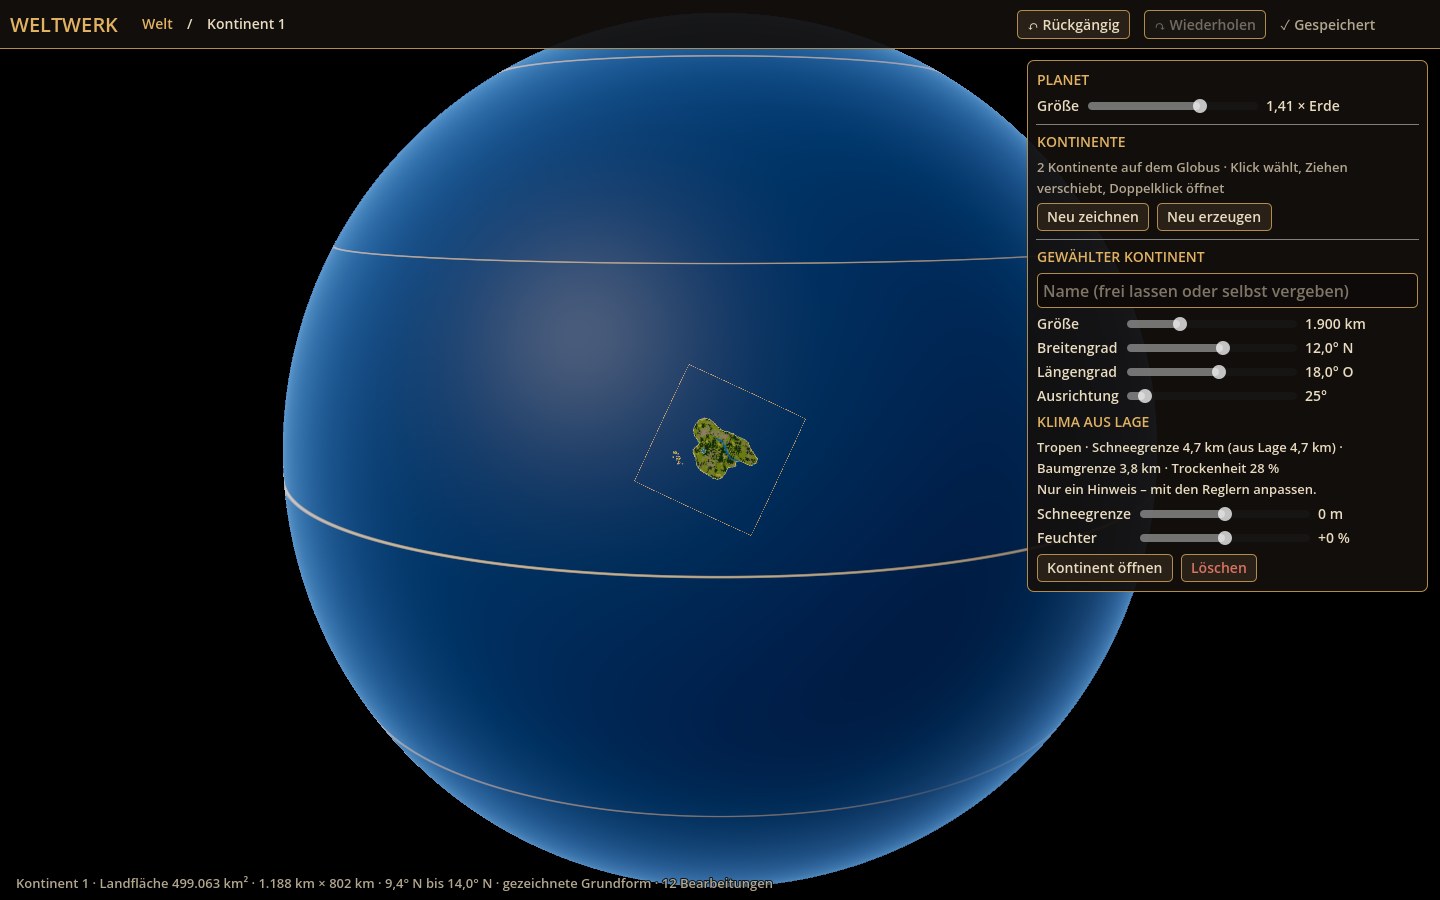 WELTWERK Welt / Kontinent 1 Rückgängig Wiederholen ✓ Gespeichert
PLANET
Größe 1,41 × Erde
KONTINENTE
2 Kontinente auf dem Globus · Klick wählt, Ziehen
verschiebt, Doppelklick öffnet
Neu zeichnen Neu erzeugen
GEWÄHLTER KONTINENT
Name (frei lassen oder selbst vergeben)
Größe 1.900 km
Breitengrad 12,0° N
Längengrad 18,0° O
Ausrichtung 25°
KLIMA AUS LAGE
Tropen · Schneegrenze 4,7 km (aus Lage 4,7 km) ·
Baumgrenze 3,8 km · Trockenheit 28 %
Nur ein Hinweis – mit den Reglern anpassen.
Schneegrenze 0 m
Feuchter +0 %
Kontinent öffnen Löschen
Kontinent 1 · Landfläche 499.063 km² · 1.188 km × 802 km · 9,4° N bis 14,0° N · gezeichnete Grundform · 12 Bearbeitungen